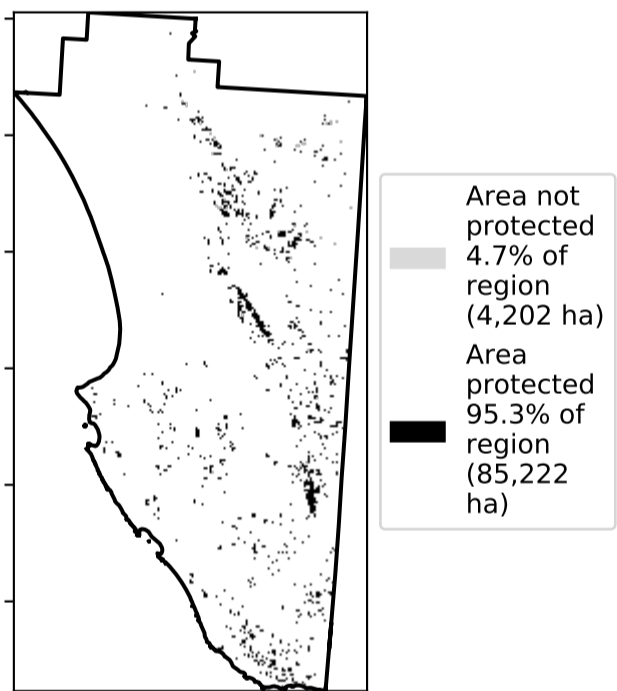 Area not
protected
4.7% of
region
(4,202 ha)
Area
protected
95.3% of
region
(85,222
ha)